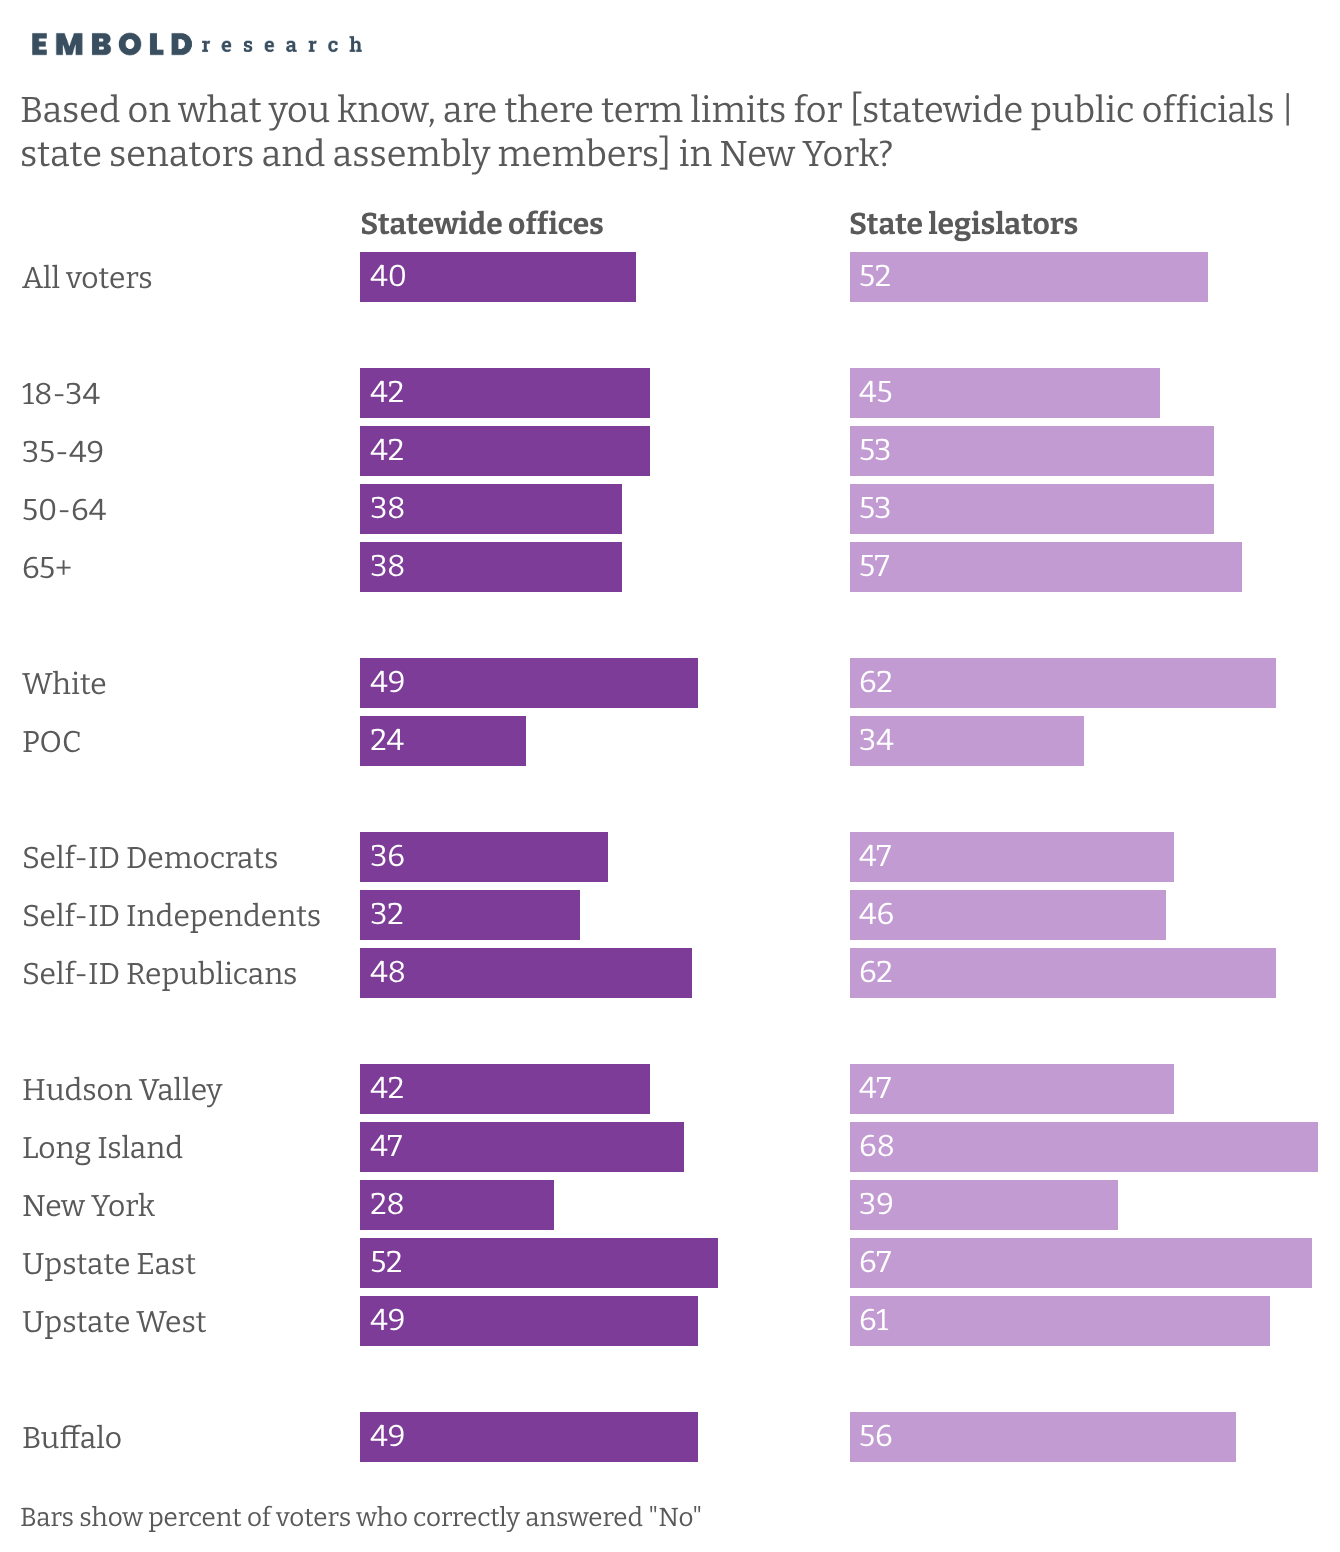 EMBOLD research
Based on what you know, are there term limits for [statewide public officials |
state senators and assembly members] in New York?
Statewide offices State legislators
All voters 40 52
18-34 42 45
35-49 42 53
50-64 38 53
65+ 38 57
White 49 62
POC 24 34
Self-ID Democrats 36 47
Self-ID Independents 32 46
Self-ID Republicans 48 62
Hudson Valley 42 47
Long Island 47 68
New York 28 39
Upstate East 52 67
Upstate West 49 61
Buffalo 49 56
Bars show percent of voters who correctly answered "No"